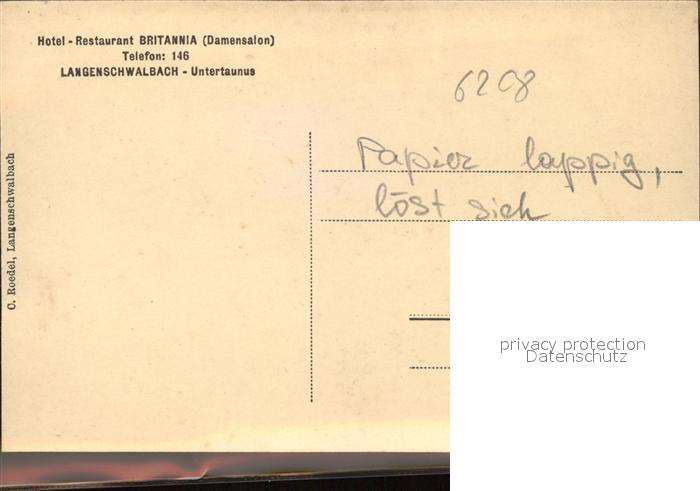 Hotel - Restaurant BRITANNIA (Damensalon)
Telefon: 146
LANGENSCHWALBACH - Untertaunus
6208
Papier lappig,
löst sich
C. Roedel, Langenschwalbach
privacy protection
Datenschutz